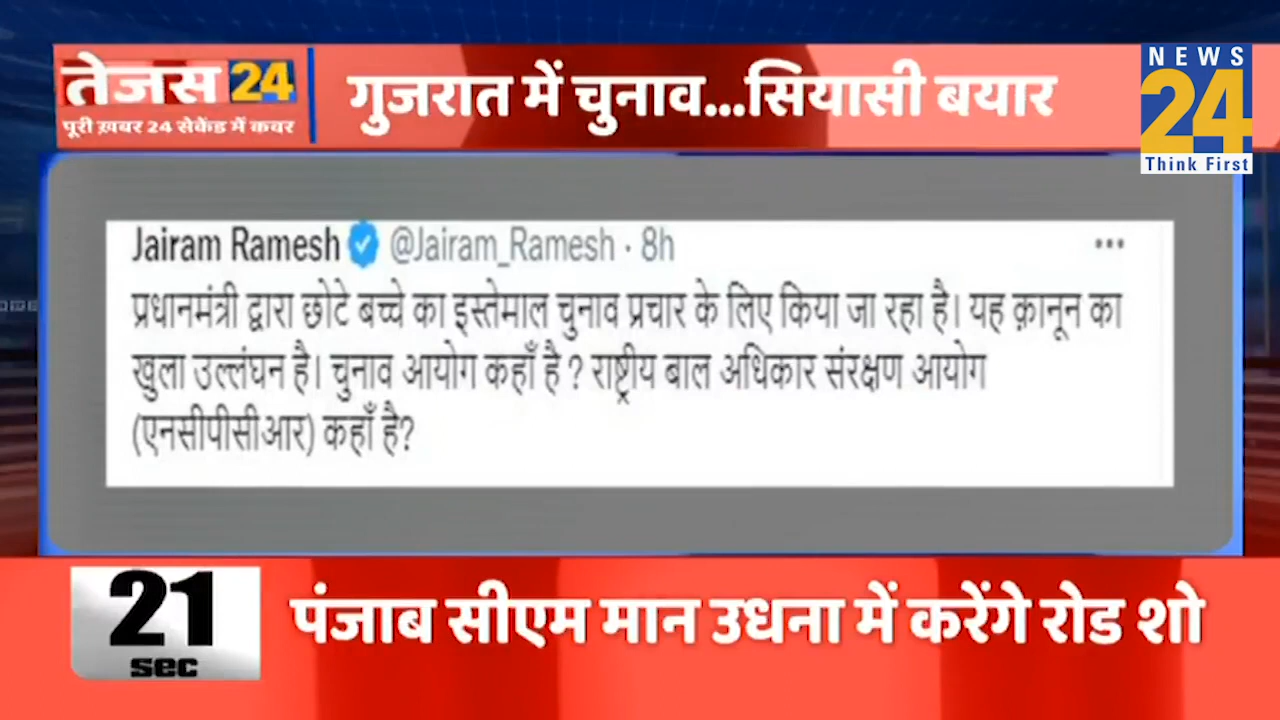 तेजस 24
पूरी ख़बर 24 सेकेंड में कवर
गुजरात में चुनाव...सियासी बयार
NEWS
24
Think First
Jairam Ramesh @Jairam_Ramesh · 8h
प्रधानमंत्री द्वारा छोटे बच्चे का इस्तेमाल चुनाव प्रचार के लिए किया जा रहा है। यह क़ानून का
खुला उल्लंघन है। चुनाव आयोग कहाँ है ? राष्ट्रीय बाल अधिकार संरक्षण आयोग
(एनसीपीसीआर) कहाँ है?
21
sec
पंजाब सीएम मान उधना में करेंगे रोड शो